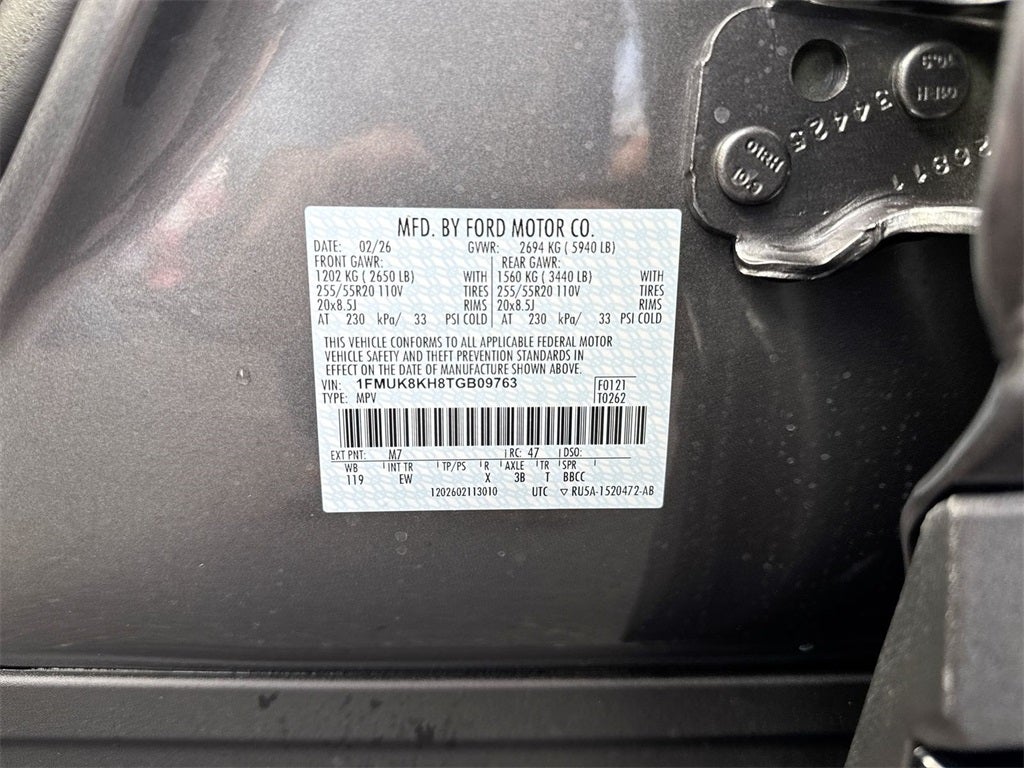 MFD. BY FORD MOTOR CO.
DATE: 02/26 GVWR: 2694 KG ( 5940 LB)
FRONT GAWR: REAR GAWR:
1202 KG ( 2650 LB) WITH 1560 KG ( 3440 LB) WITH
255/55R20 110V TIRES 255/55R20 110V TIRES
20x8.5J RIMS 20x8.5J RIMS
AT 230 kPa/ 33 PSI COLD AT 230 kPa/ 33 PSI COLD
THIS VEHICLE CONFORMS TO ALL APPLICABLE FEDERAL MOTOR
VEHICLE SAFETY AND THEFT PREVENTION STANDARDS IN
EFFECT ON THE DATE OF MANUFACTURE SHOWN ABOVE.
VIN: 1FMUK8KH8TGB09763 F0121
TYPE: MPV T0262
EXT PNT: M7 RC: 47 DSO:
WB INT TR TP/PS R AXLE TR SPR
119 EW X 3B T BBCC
1202602113010 UTC ▽ RU5A-1520472-AB
34425
26911